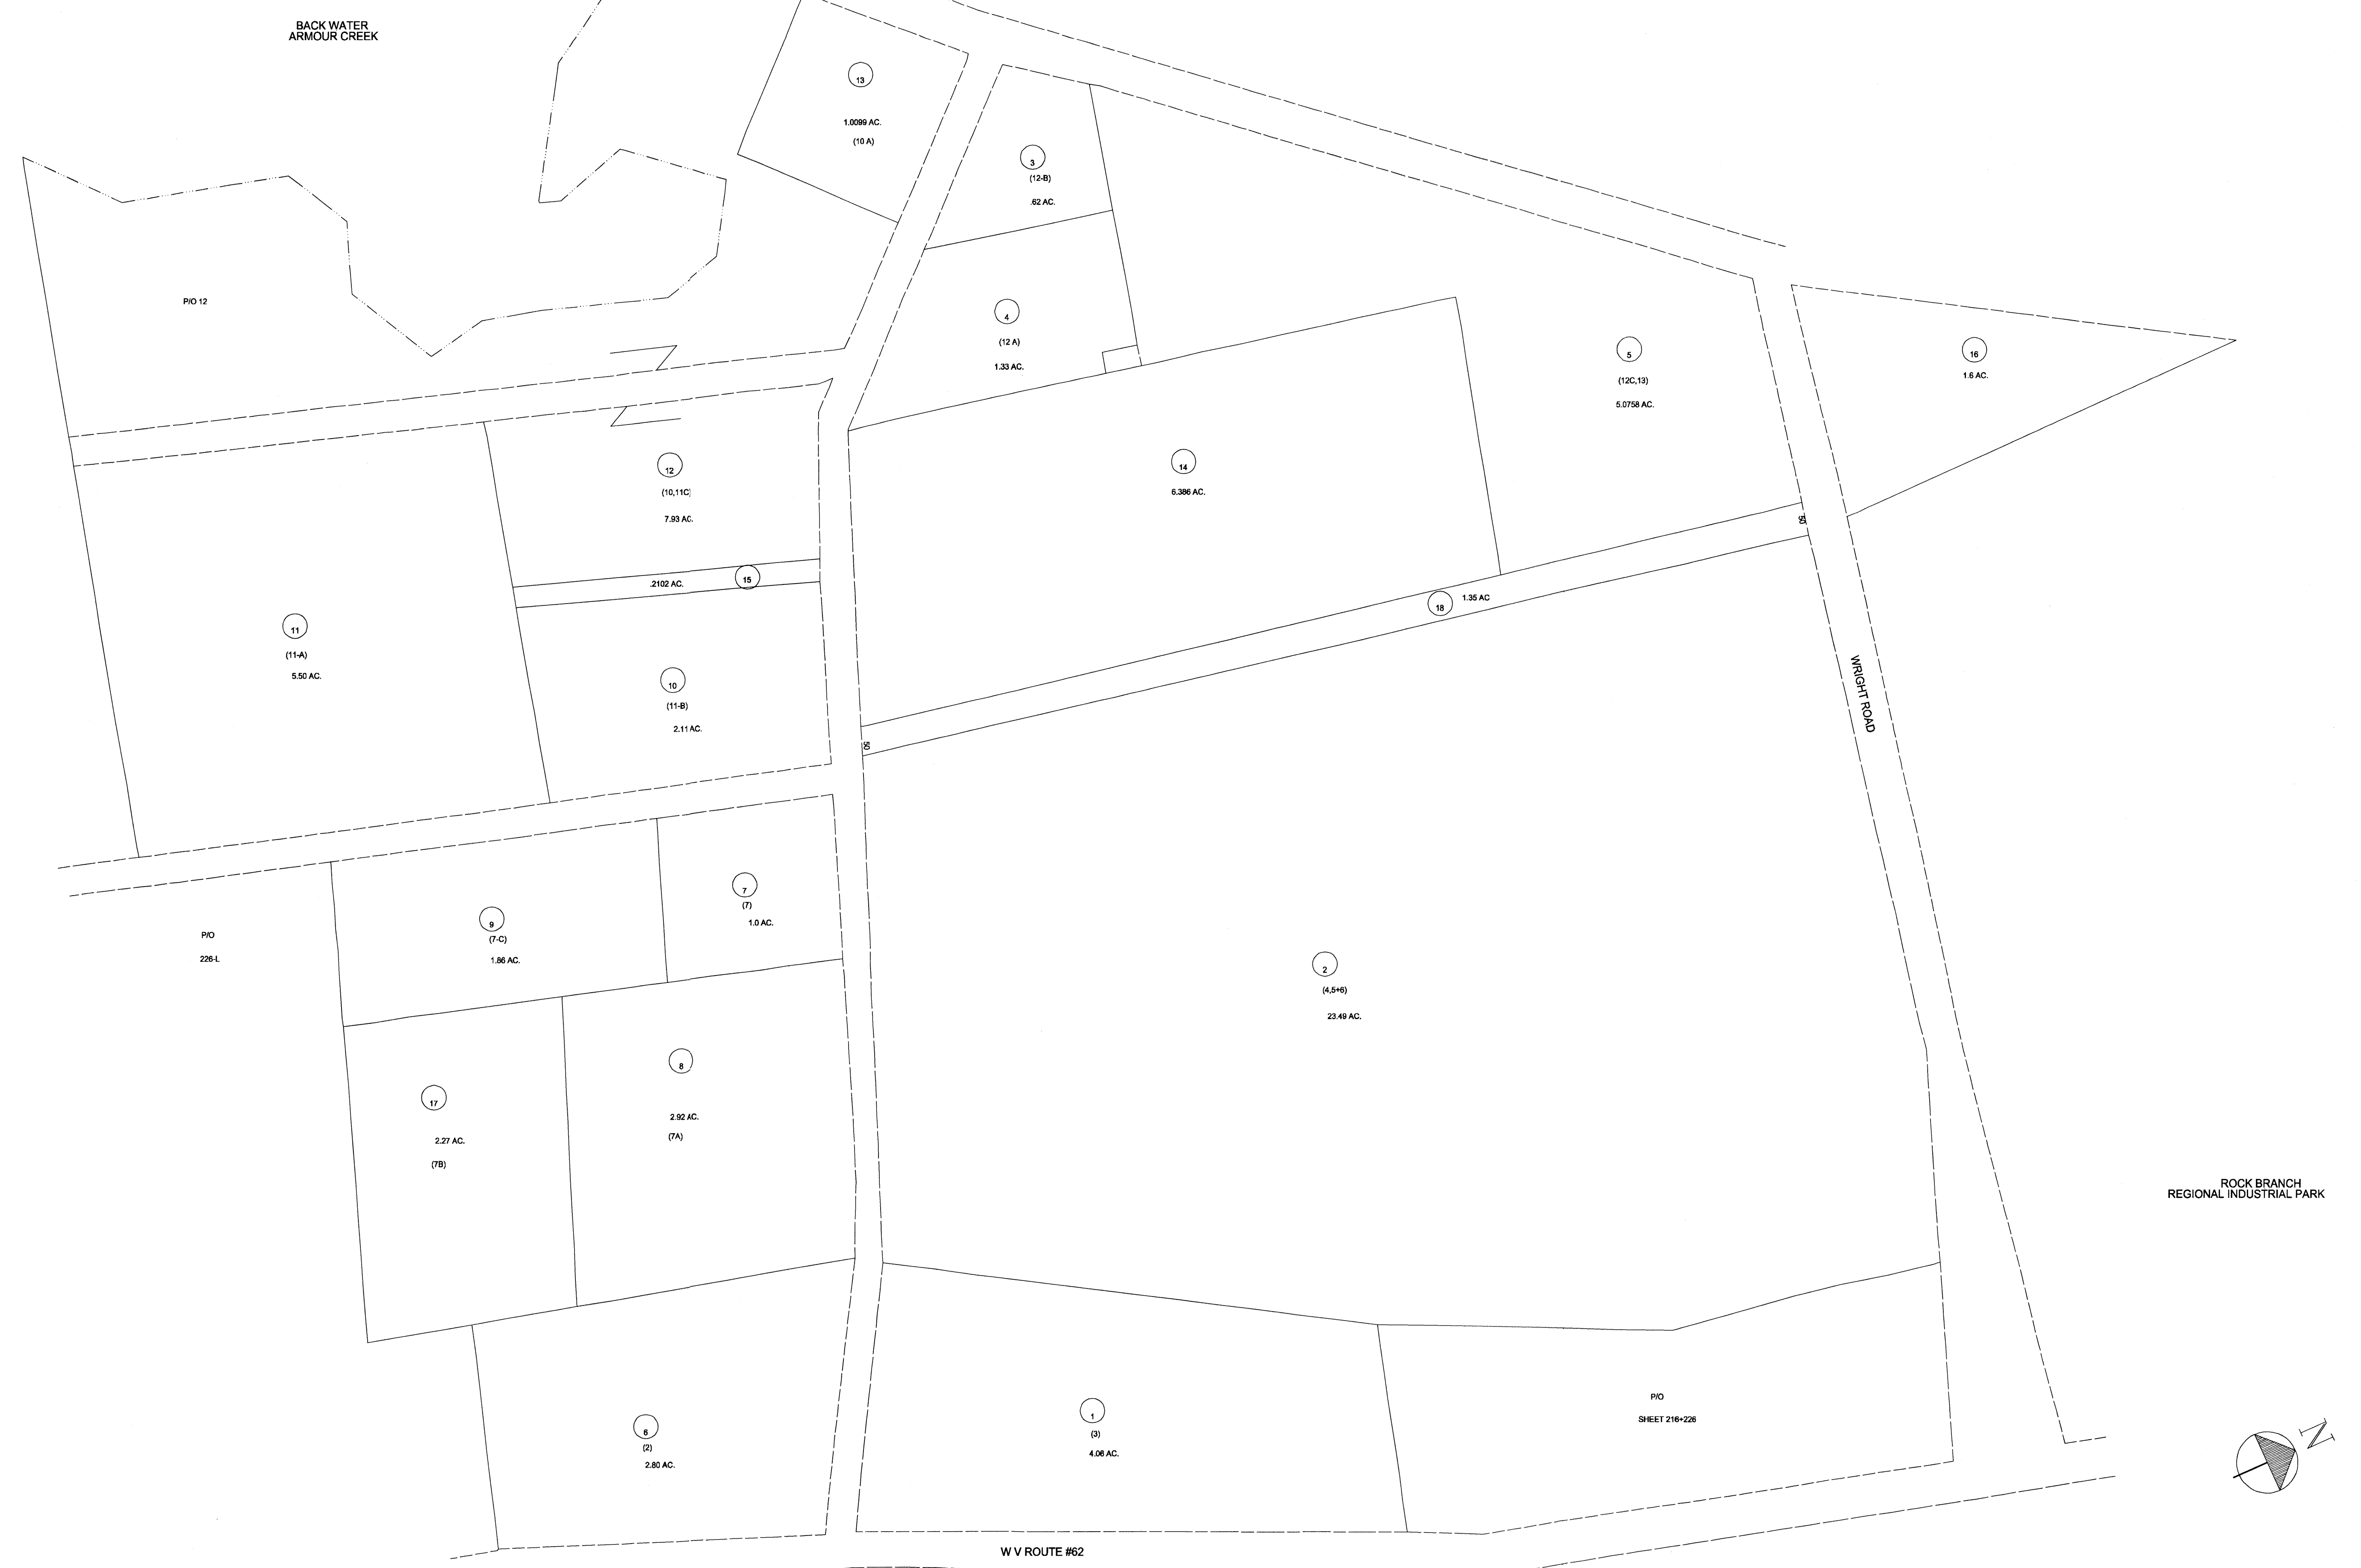 BACK WATER
ARMOUR CREEK
13
1.0099 AC.
(10 A)
3
(12-B)
.62 AC.
P/O 12
4
(12 A)
1.33 AC.
5
(12C,13)
5.0758 AC.
16
1.6 AC.
12
(10,11C)
7.93 AC.
14
6.386 AC.
50
.2102 AC.
15
18
1.35 AC
11
(11-A)
5.50 AC.
10
(11-B)
2.11 AC.
50
WRIGHT ROAD
7
(7)
1.0 AC.
9
(7-C)
1.86 AC.
P/O
226-L
2
(4,5+6)
23.49 AC.
8
2.92 AC.
(7A)
17
2.27 AC.
(7B)
ROCK BRANCH
REGIONAL INDUSTRIAL PARK
P/O
SHEET 216+226
1
(3)
4.06 AC.
6
(2)
2.80 AC.
N
W V ROUTE #62